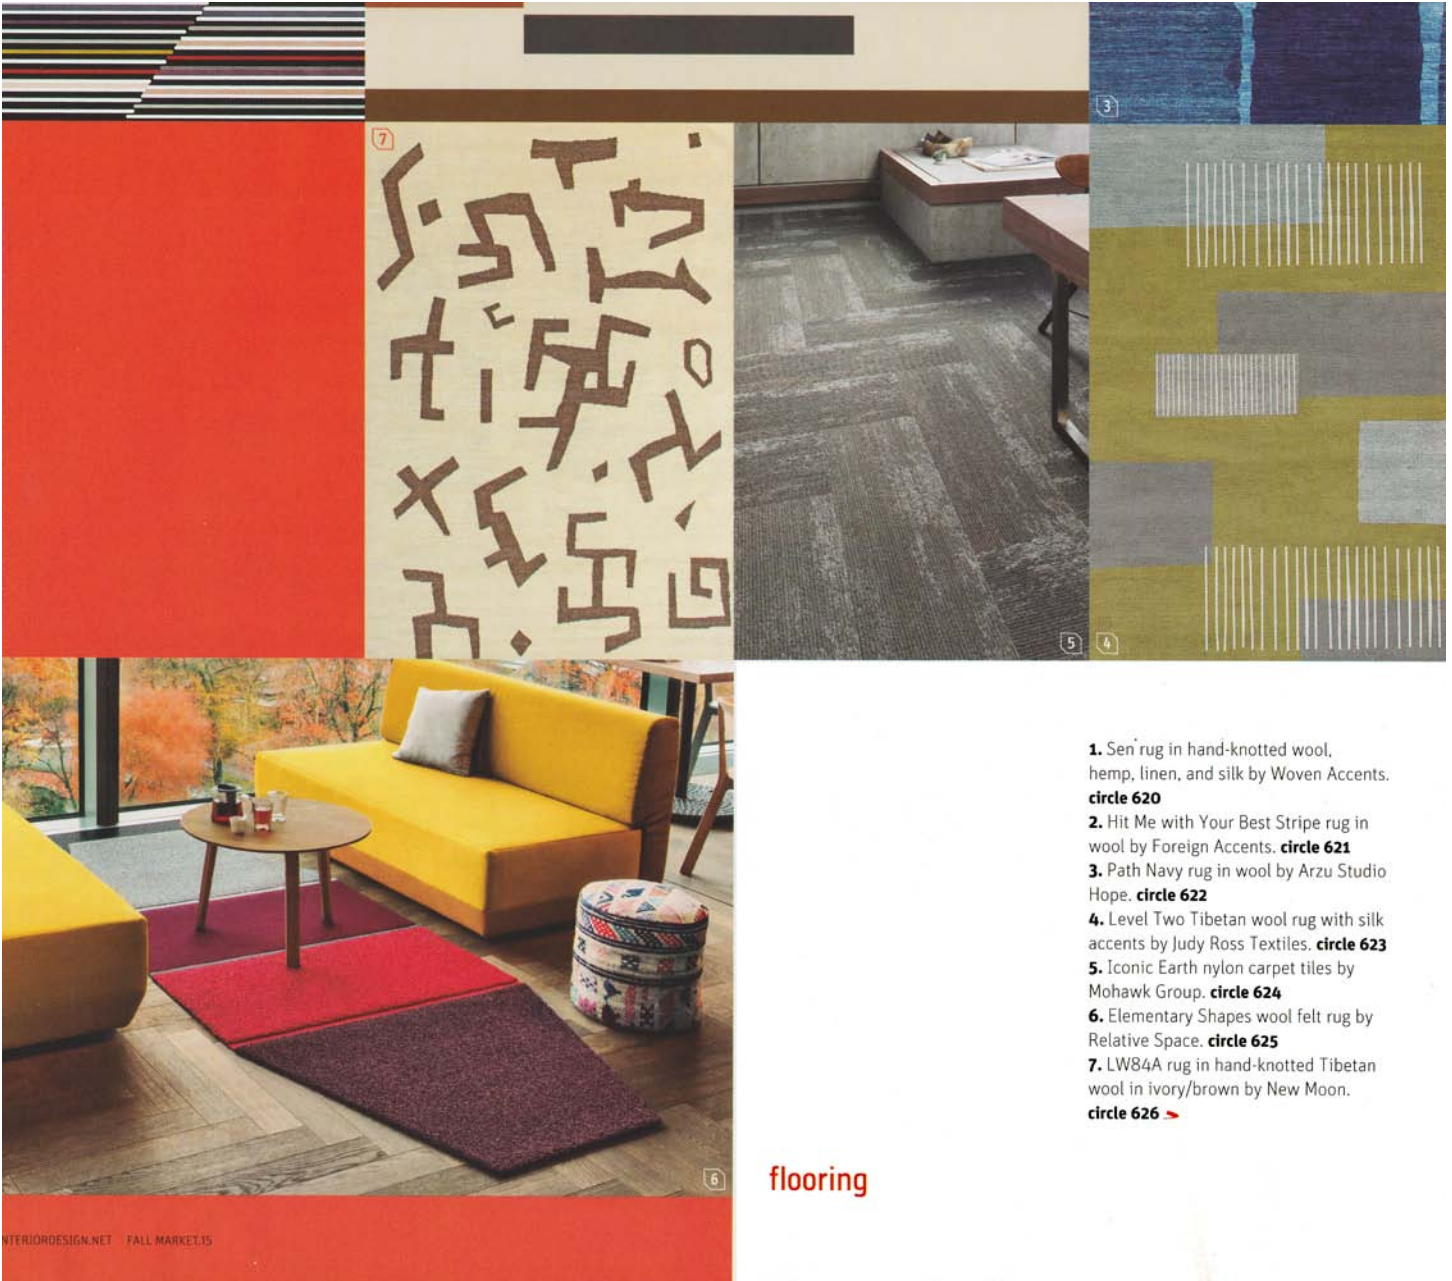 3
7
5
4
1. Sen rug in hand-knotted wool,
hemp, linen, and silk by Woven Accents.
circle 620
2. Hit Me with Your Best Stripe rug in
wool by Foreign Accents. circle 621
3. Path Navy rug in wool by Arzu Studio
Hope. circle 622
4. Level Two Tibetan wool rug with silk
accents by Judy Ross Textiles. circle 623
5. Iconic Earth nylon carpet tiles by
Mohawk Group. circle 624
6. Elementary Shapes wool felt rug by
Relative Space. circle 625
7. LW84A rug in hand-knotted Tibetan
wool in ivory/brown by New Moon.
circle 626
6
flooring
NTERIORDESIGN.NET FALL MARKET.15